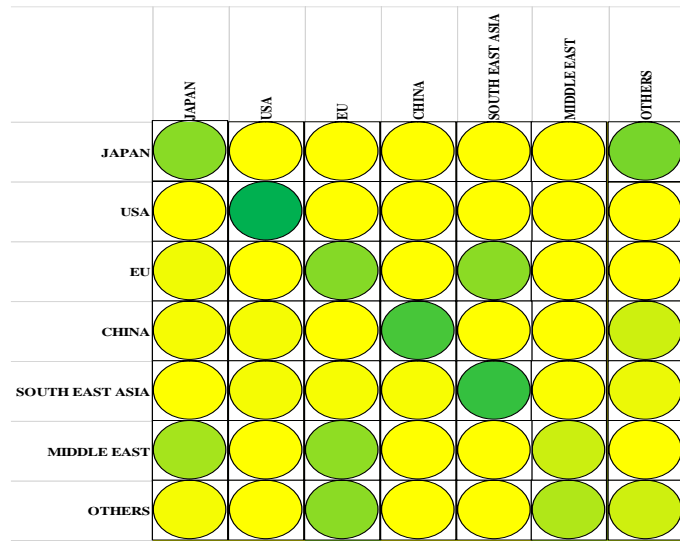 JAPAN
USA
EU
CHINA
SOUTH EAST ASIA
MIDDLE EAST
OTHERS
JAPAN
USA
EU
CHINA
SOUTH EAST ASIA
MIDDLE EAST
OTHERS